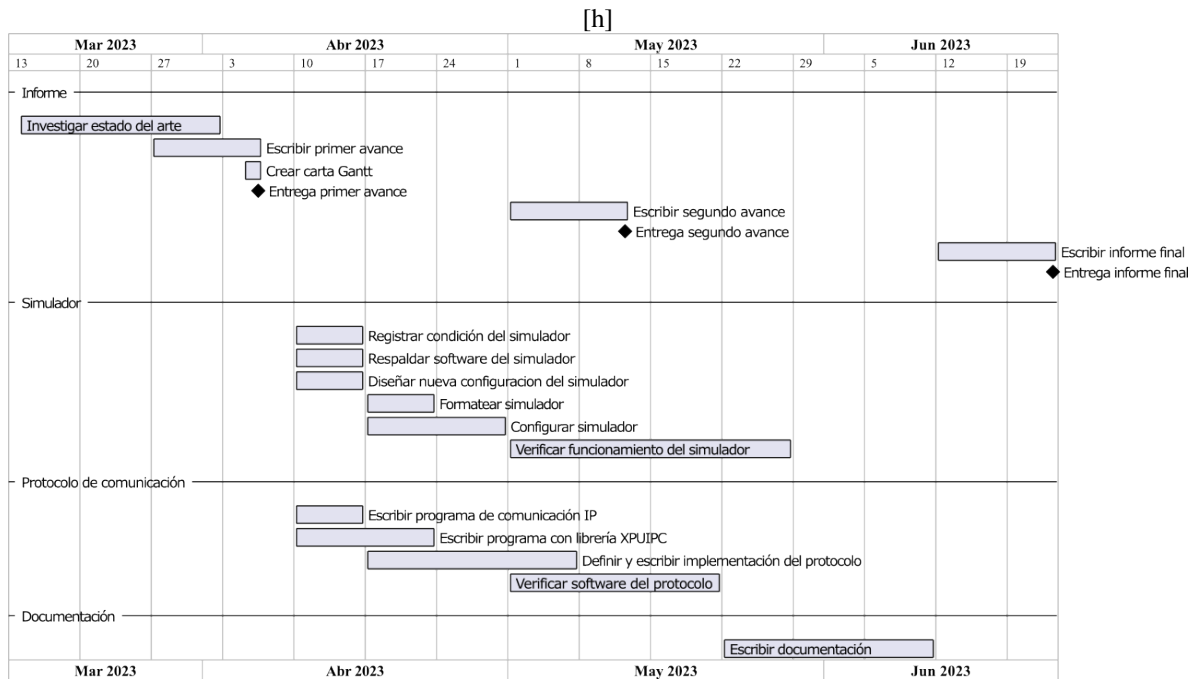 [h]
Mar 2023 Abr 2023 May 2023 Jun 2023
13 20 27 3 10 17 24 1 8 15 22 29 5 12 19
Informe
Investigar estado del arte
Escribir primer avance
Crear carta Gantt
Entrega primer avance
Escribir segundo avance
Entrega segundo avance
Escribir informe final
Entrega informe final
Simulador
Registrar condición del simulador
Respaldar software del simulador
Diseñar nueva configuracion del simulador
Formatear simulador
Configurar simulador
Verificar funcionamiento del simulador
Protocolo de comunicación
Escribir programa de comunicación IP
Escribir programa con librería XPUIPC
Definir y escribir implementación del protocolo
Verificar software del protocolo
Documentación
Escribir documentación
Mar 2023 Abr 2023 May 2023 Jun 2023